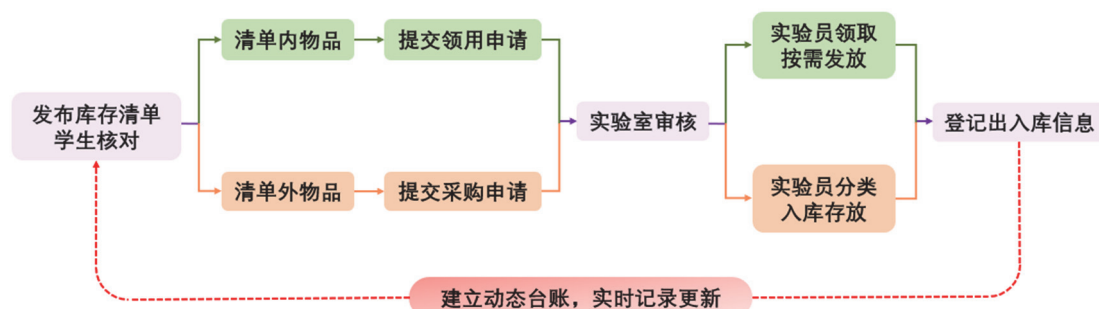 发布库存清单
学生核对
清单内物品
提交领用申请
清单外物品
提交采购申请
实验室审核
实验员领取
按需发放
实验员分类
入库存放
登记出入库信息
建立动态台账，实时记录更新